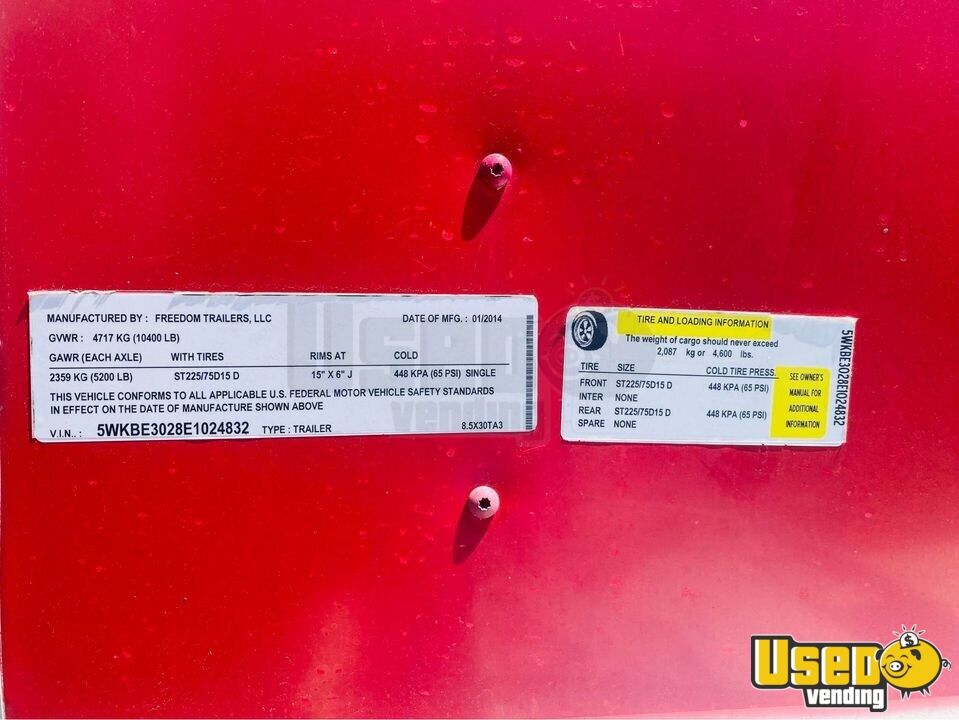 MANUFACTURED BY : FREEDOM TRAILERS, LLC DATE OF MFG. : 01/2014
GVWR : 4717 KG (10400 LB)
GAWR (EACH AXLE) WITH TIRES RIMS AT COLD
2359 KG (5200 LB) ST225/75D15 D 15" X 6" J 448 KPA (65 PSI) SINGLE
THIS VEHICLE CONFORMS TO ALL APPLICABLE U.S. FEDERAL MOTOR VEHICLE SAFETY STANDARDS
IN EFFECT ON THE DATE OF MANUFACTURE SHOWN ABOVE
V.I.N.. : 5WKBE3028E1024832 TYPE : TRAILER 8.5X30TA3
TIRE AND LOADING INFORMATION
The weight of cargo should never exceed
2,087 kg or 4,600 lbs.
TIRE SIZE COLD TIRE PRESS.
FRONT ST225/75D15 D 448 KPA (65 PSI)
INTER NONE
REAR ST225/75D15 D 448 KPA (65 PSI)
SPARE NONE
SEE OWNER'S
MANUAL FOR
ADDITIONAL
INFORMATION
5WKBE3028E1024832
Used
vending
Used
vending